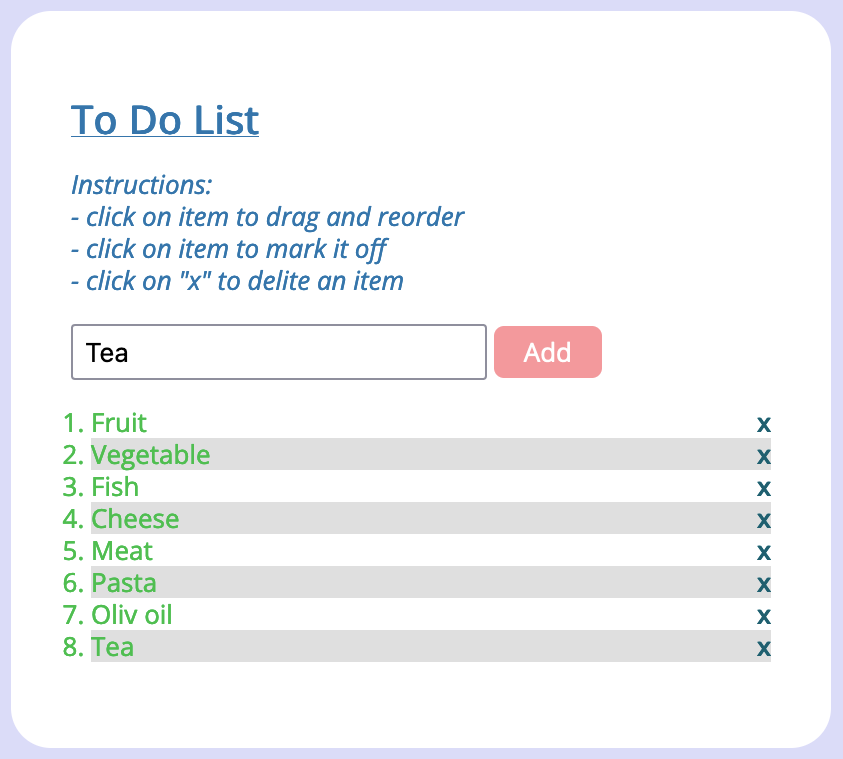 To Do List
Instructions:
- click on item to drag and reorder
- click on item to mark it off
- click on "x" to delite an item
Tea Add
1. Fruit x
2. Vegetable x
3. Fish x
4. Cheese x
5. Meat x
6. Pasta x
7. Oliv oil x
8. Tea x